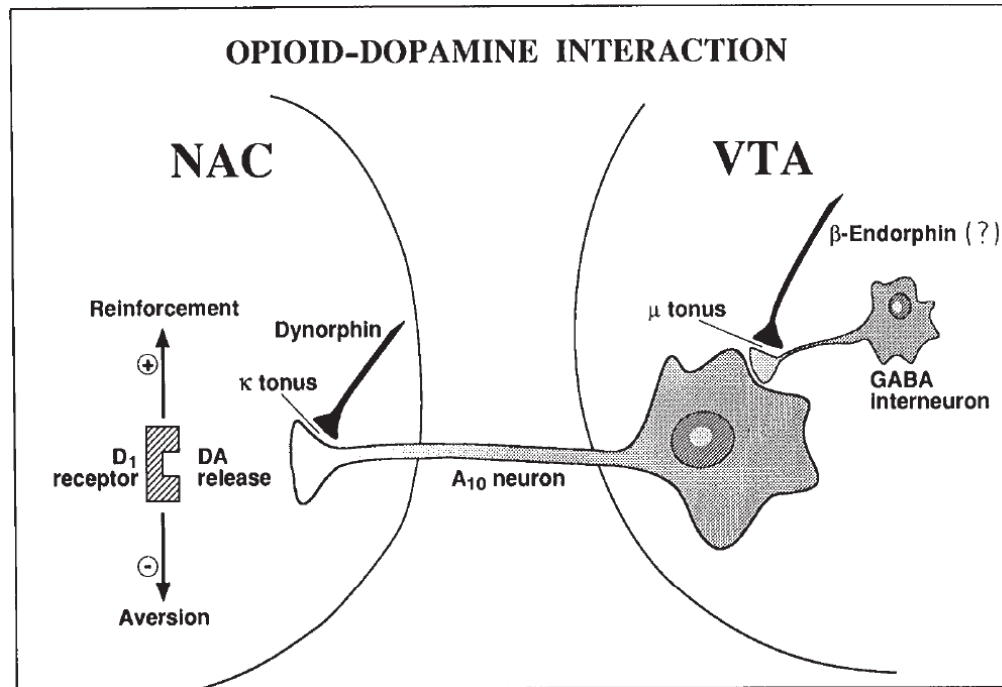 OPIOID-DOPAMINE INTERACTION
NAC
VTA
β-Endorphin (?)
Reinforcement
Dynorphin
μ tonus
κ tonus
GABA
interneuron
+
D₁
receptor
DA
release
A₁₀ neuron
-
Aversion